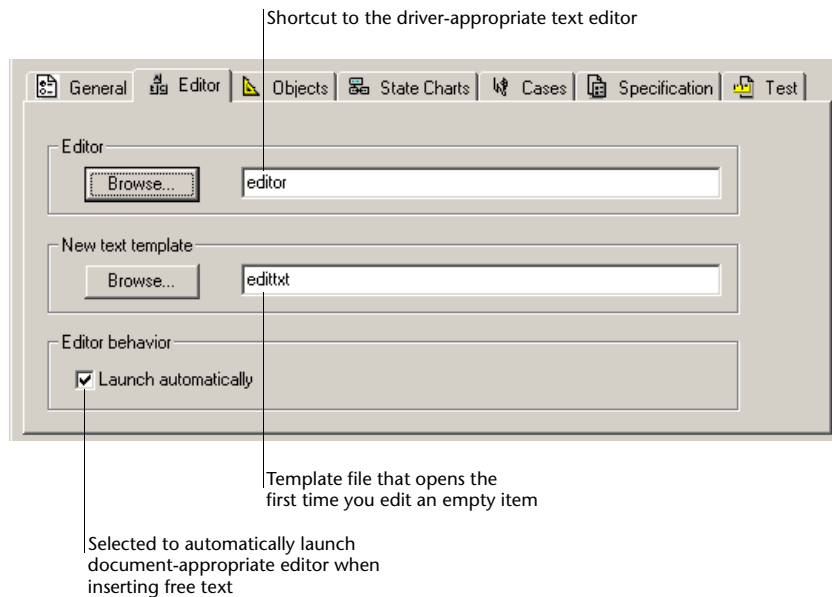 Shortcut to the driver-appropriate text editor
General Editor Objects State Charts Cases Specification Test
Editor
Browse... editor
New text template
Browse... edittxt
Editor behavior
Launch automatically
Template file that opens the
first time you edit an empty item
Selected to automatically launch
document-appropriate editor when
inserting free text